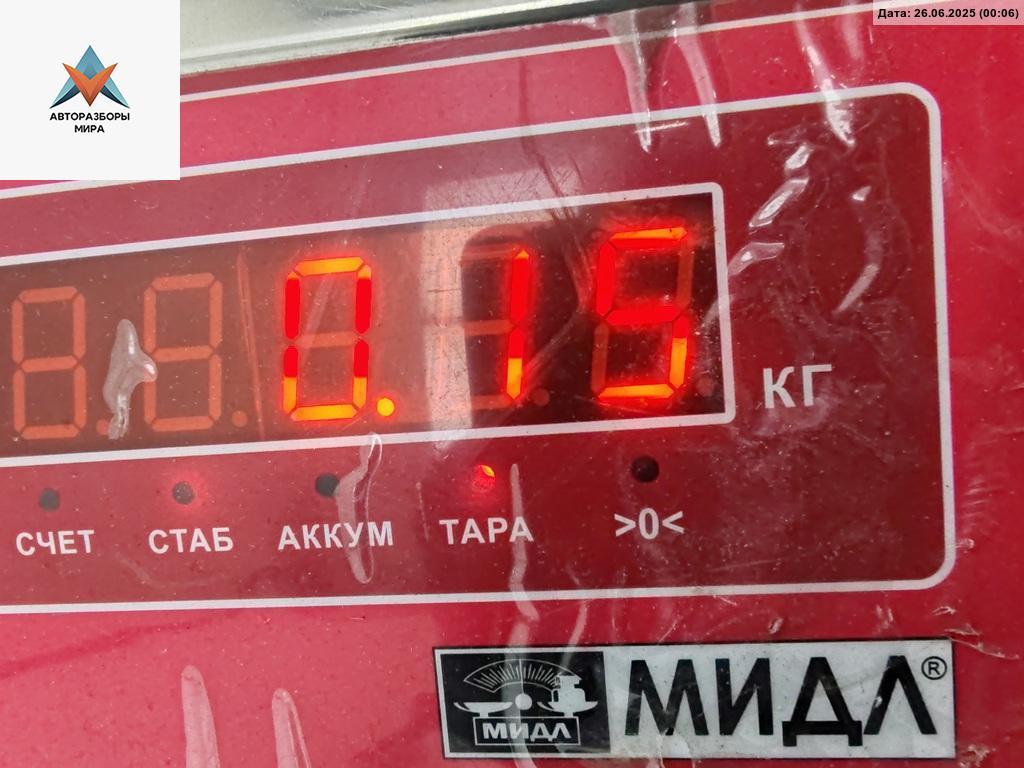 Дата: 26.06.2025 (00:06)
АВТОРАЗБОРЫ
МИРА
0.15
КГ
СЧЕТ СТАБ АККУМ ТАРА >0<
МИДЛ МИДЛ®